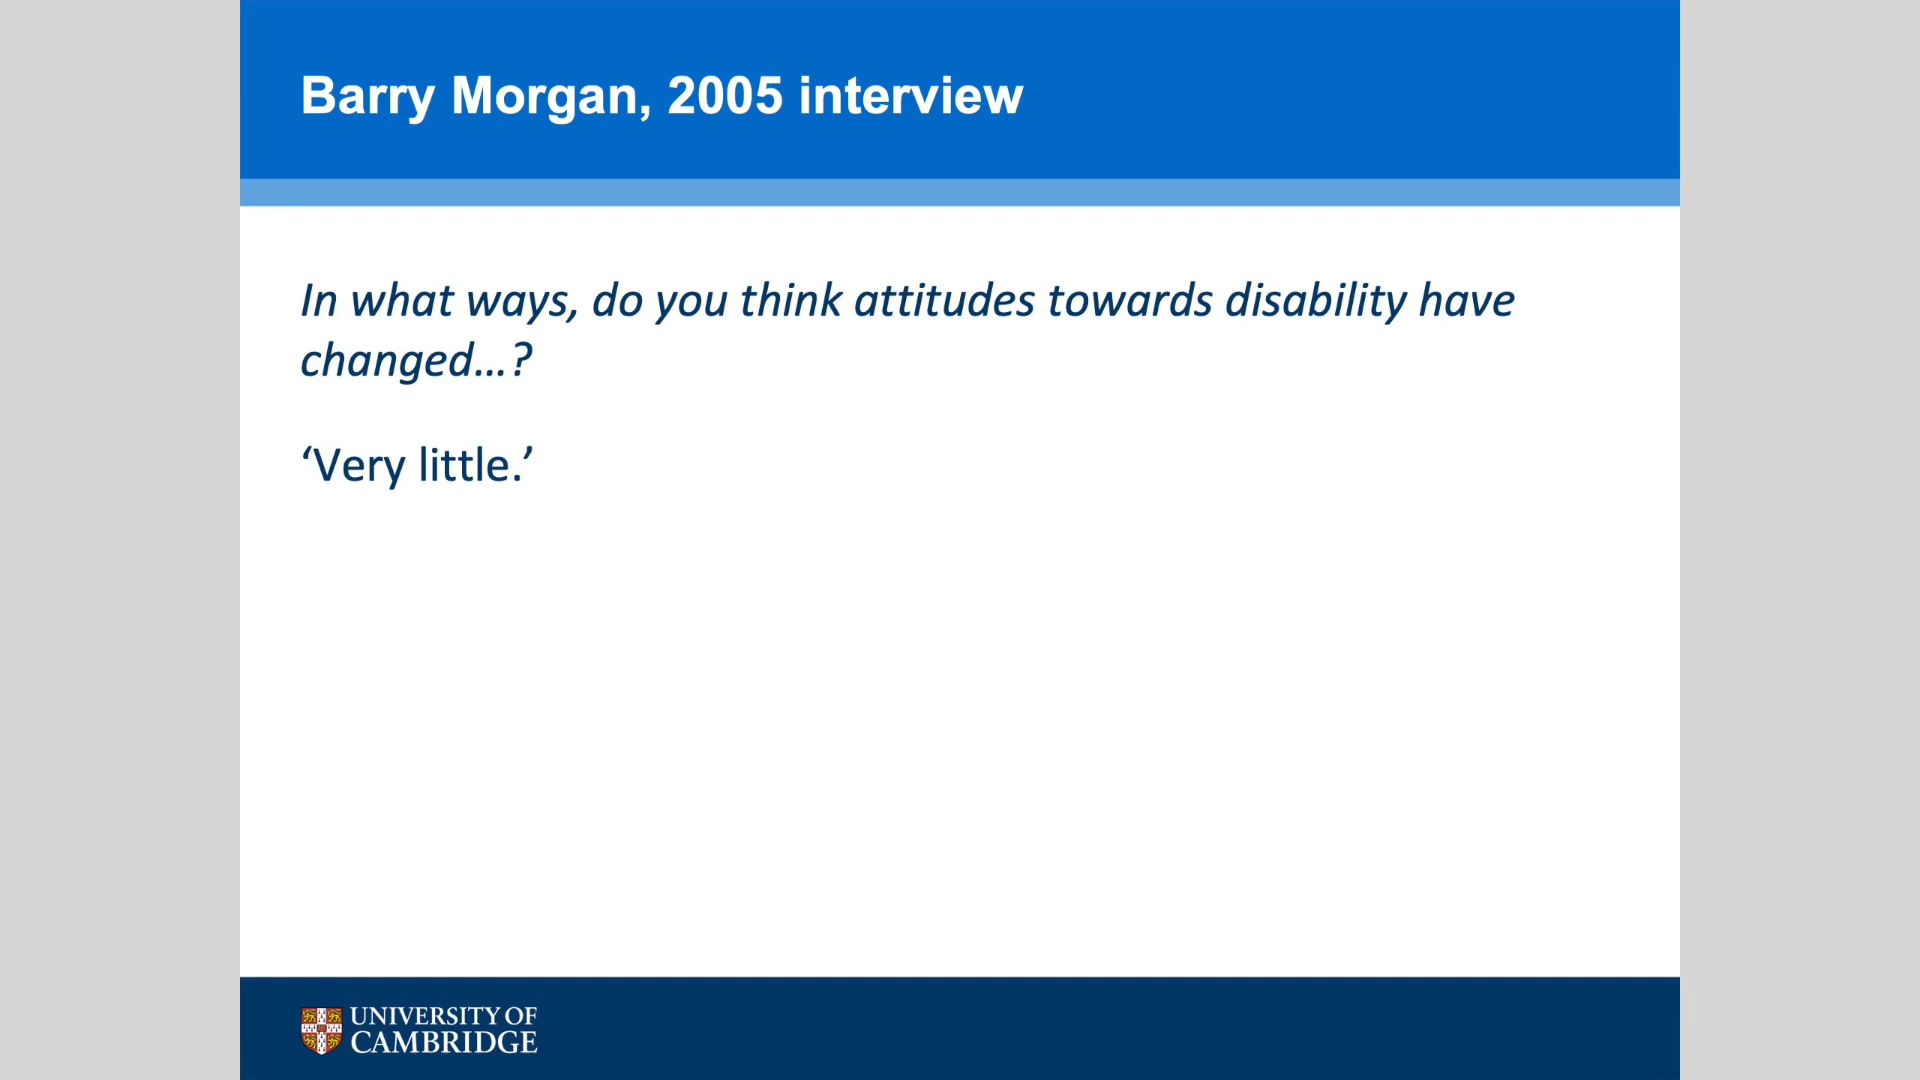 Barry Morgan, 2005 interview
In what ways, do you think attitudes towards disability have
changed...?
‘Very little.’
UNIVERSITY OF
CAMBRIDGE